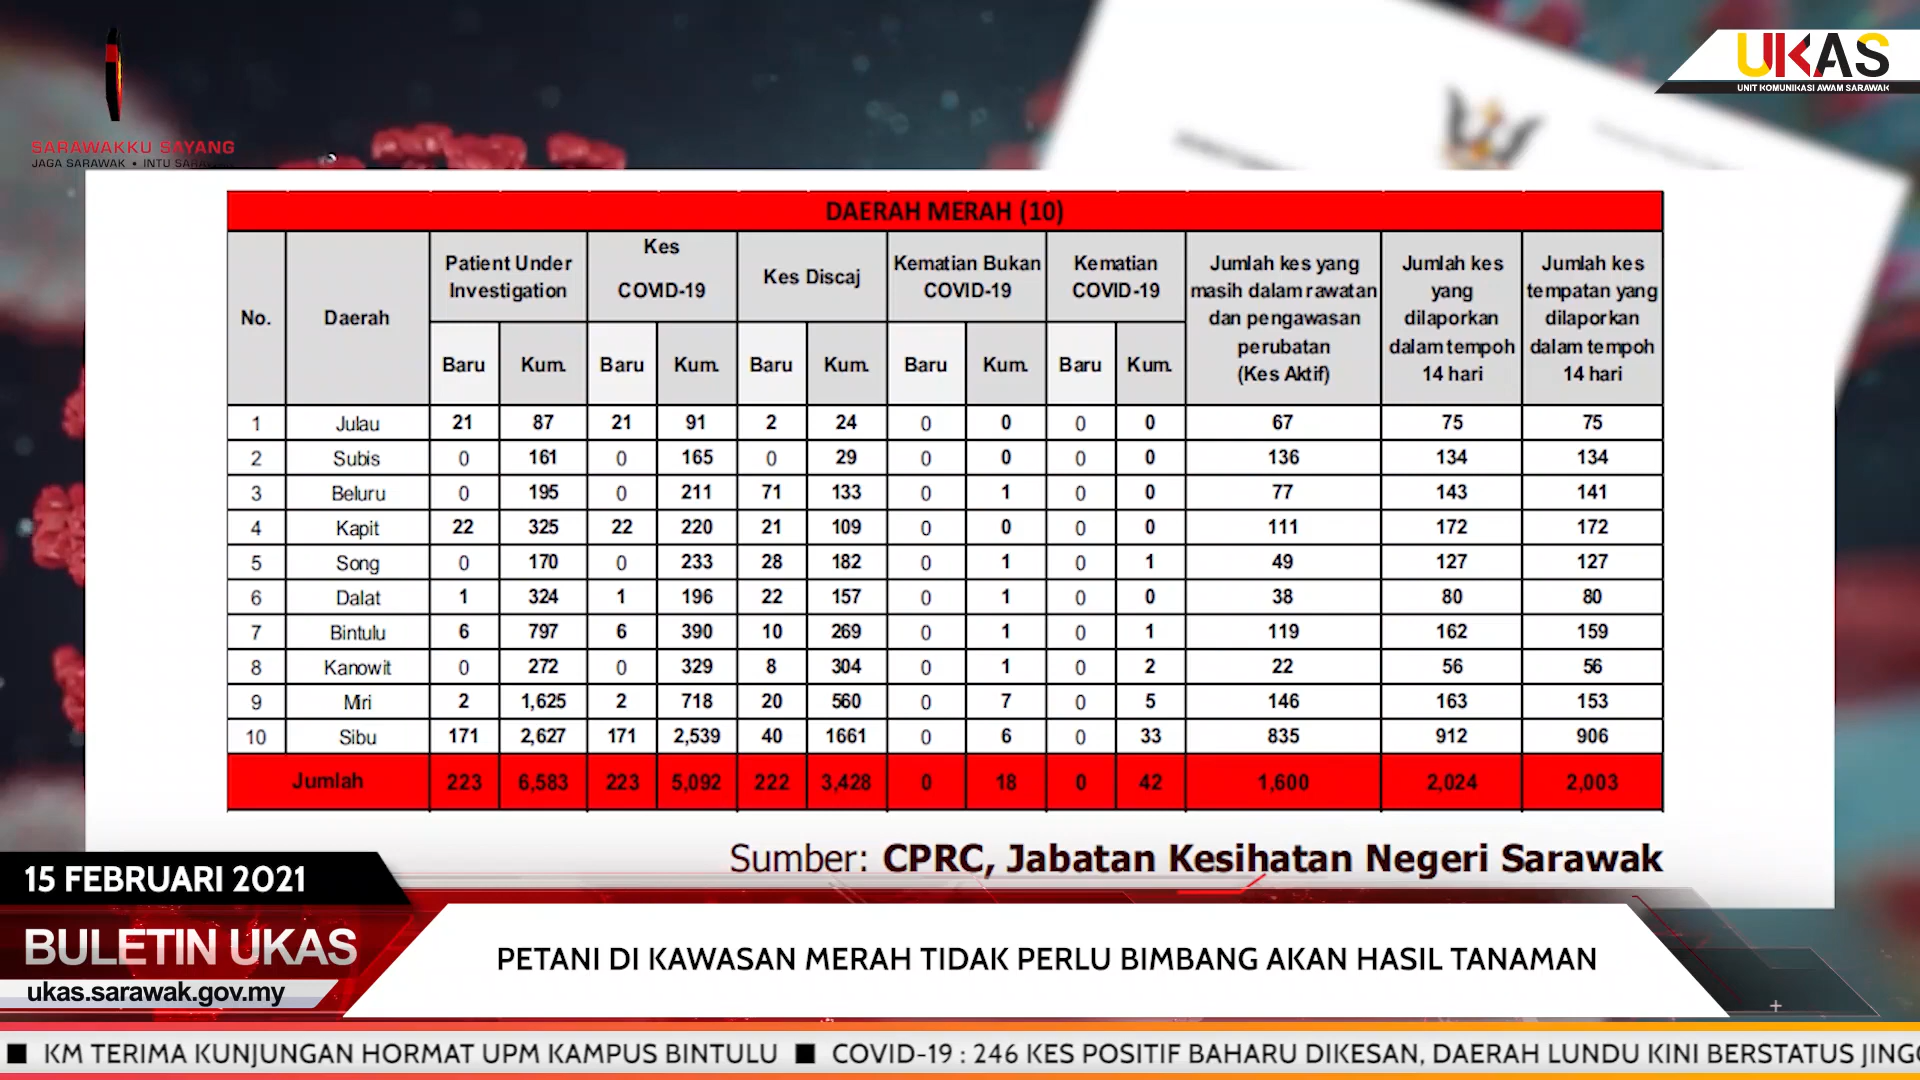 UKAS
UNIT KOMUNIKASI AWAM SARAWAK
SARAWAKKU SAYANG
JAGA SARAWAK • INTU
DAERAH MERAH (10)
No. Daerah Patient Under Investigation Kes COVID-19 Kes Discaj Kematian Bukan COVID-19 Kematian COVID-19 Jumlah kes yang masih dalam rawatan dan pengawasan perubatan (Kes Aktif) Jumlah kes yang dilaporkan dalam tempoh 14 hari Jumlah kes tempatan yang dilaporkan dalam tempoh 14 hari
Baru Kum. Baru Kum. Baru Kum. Baru Kum. Baru Kum.
1 Julau 21 87 21 91 2 24 0 0 0 0 67 75 75
2 Subis 0 161 0 165 0 29 0 0 0 0 136 134 134
3 Beluru 0 195 0 211 71 133 0 1 0 0 77 143 141
4 Kapit 22 325 22 220 21 109 0 0 0 0 111 172 172
5 Song 0 170 0 233 28 182 0 1 0 1 49 127 127
6 Dalat 1 324 1 196 22 157 0 1 0 0 38 80 80
7 Bintulu 6 797 6 390 10 269 0 1 0 1 119 162 159
8 Kanowit 0 272 0 329 8 304 0 1 0 2 22 56 56
9 Miri 2 1,625 2 718 20 560 0 7 0 5 146 163 153
10 Sibu 171 2,627 171 2,539 40 1661 0 6 0 33 835 912 906
Jumlah 223 6,583 223 5,092 222 3,428 0 18 0 42 1,600 2,024 2,003
Sumber: CPRC, Jabatan Kesihatan Negeri Sarawak
15 FEBRUARI 2021
BULETIN UKAS
ukas.sarawak.gov.my
PETANI DI KAWASAN MERAH TIDAK PERLU BIMBANG AKAN HASIL TANAMAN
■ KM TERIMA KUNJUNGAN HORMAT UPM KAMPUS BINTULU ■ COVID-19 : 246 KES POSITIF BAHARU DIKESAN, DAERAH LUNDU KINI BERSTATUS